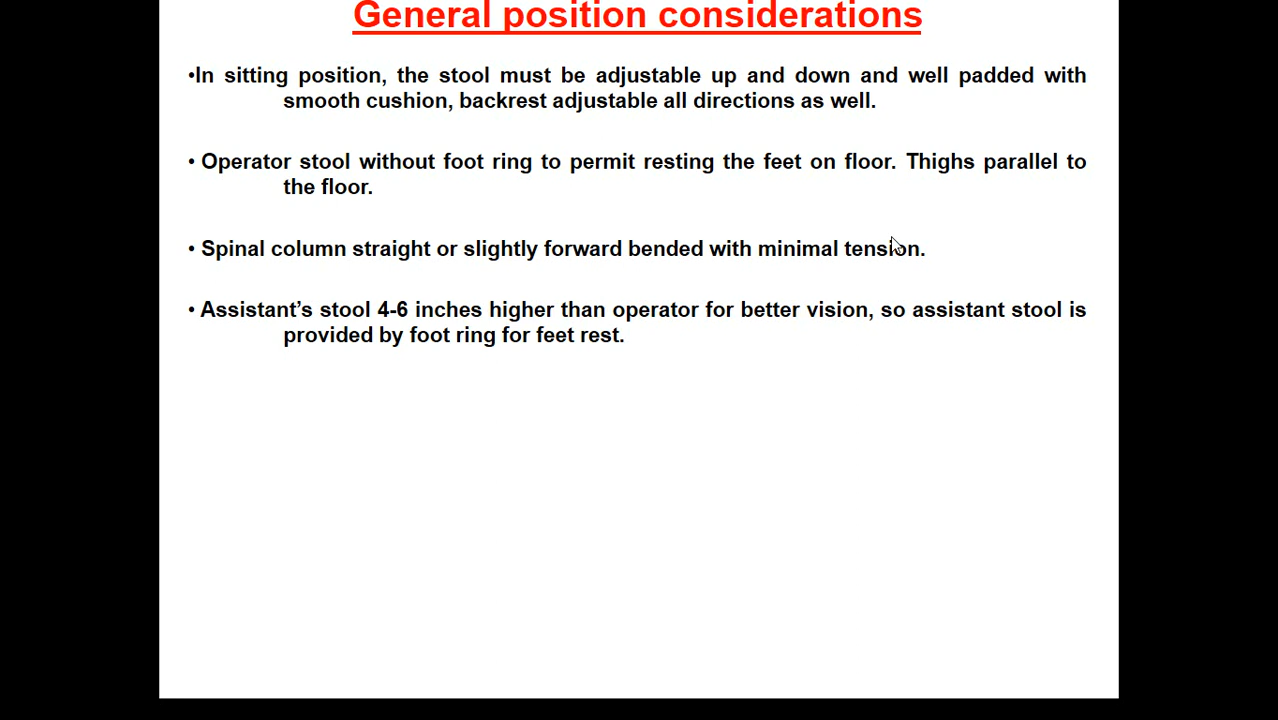 General position considerations
•In sitting position, the stool must be adjustable up and down and well padded with
smooth cushion, backrest adjustable all directions as well.
• Operator stool without foot ring to permit resting the feet on floor. Thighs parallel to
the floor.
• Spinal column straight or slightly forward bended with minimal tension.
• Assistant’s stool 4-6 inches higher than operator for better vision, so assistant stool is
provided by foot ring for feet rest.